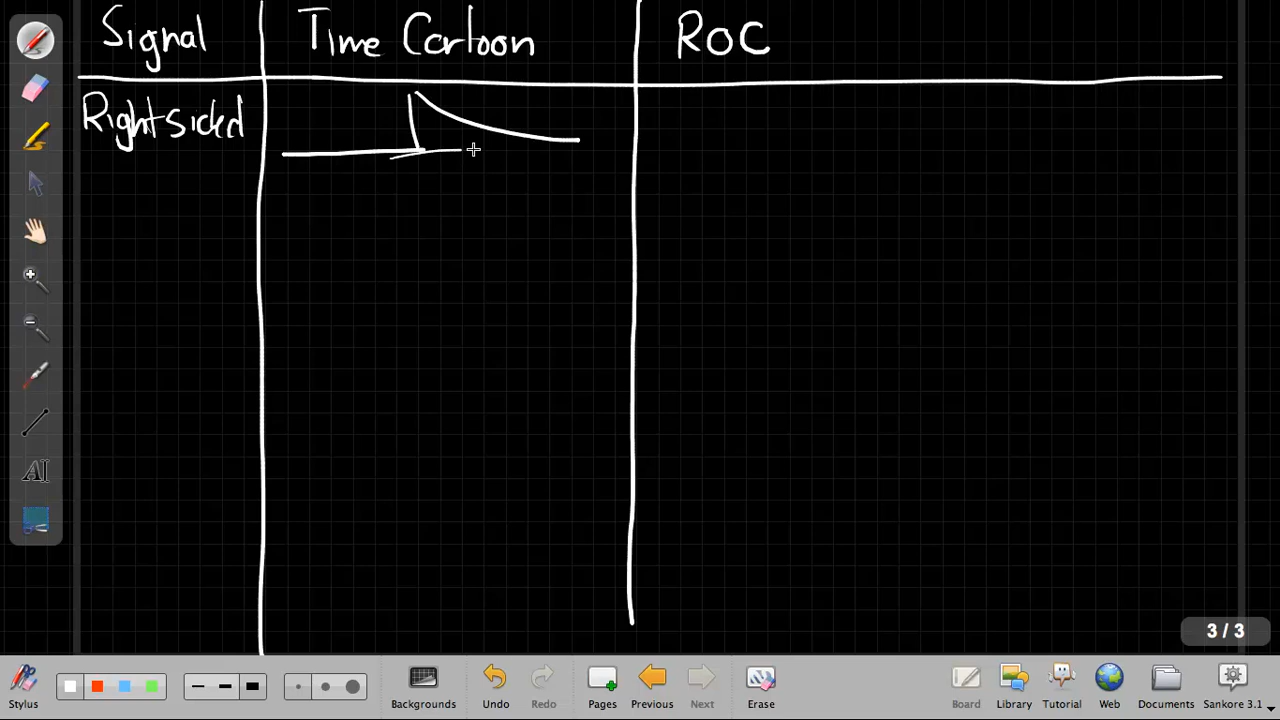 Signal Time Cartoon ROC
Rightsided
3 / 3
Stylus Backgrounds Undo Redo Pages Previous Next Erase Board Library Tutorial Web Documents Sankore 3.1